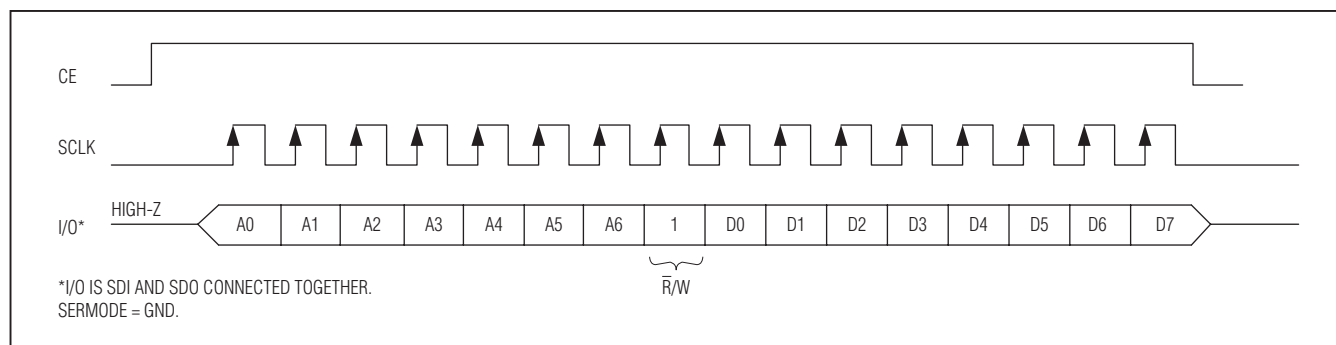 CE
SCLK
I/O*
HIGH-Z
A0 A1 A2 A3 A4 A5 A6 1 D0 D1 D2 D3 D4 D5 D6 D7
R̅/W
*I/O IS SDI AND SDO CONNECTED TOGETHER.
SERMODE = GND.